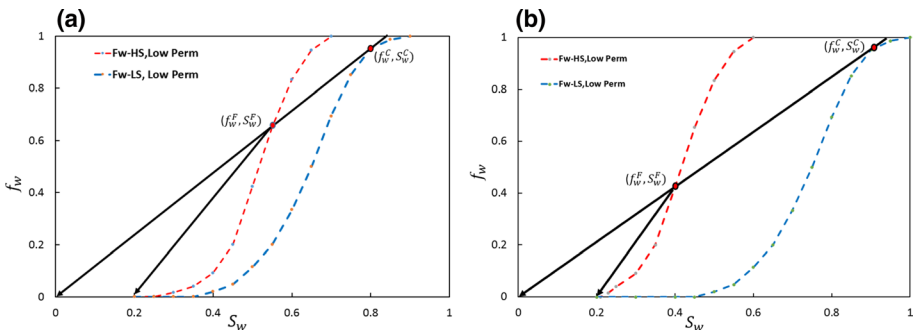 (a)
Fw-HS,Low Perm
Fw-LS, Low Perm
(f_w^C, S_w^C)
(f_w^F, S_w^F)
f_w
1
0.8
0.6
0.4
0.2
0
0 0.2 0.4 0.6 0.8 1
S_w
(b)
Fw-HS,Low Perm
Fw-LS,Low Perm
(f_w^C, S_w^C)
(f_w^F, S_w^F)
f_w
1
0.8
0.6
0.4
0.2
0
0 0.2 0.4 0.6 0.8 1
S_w